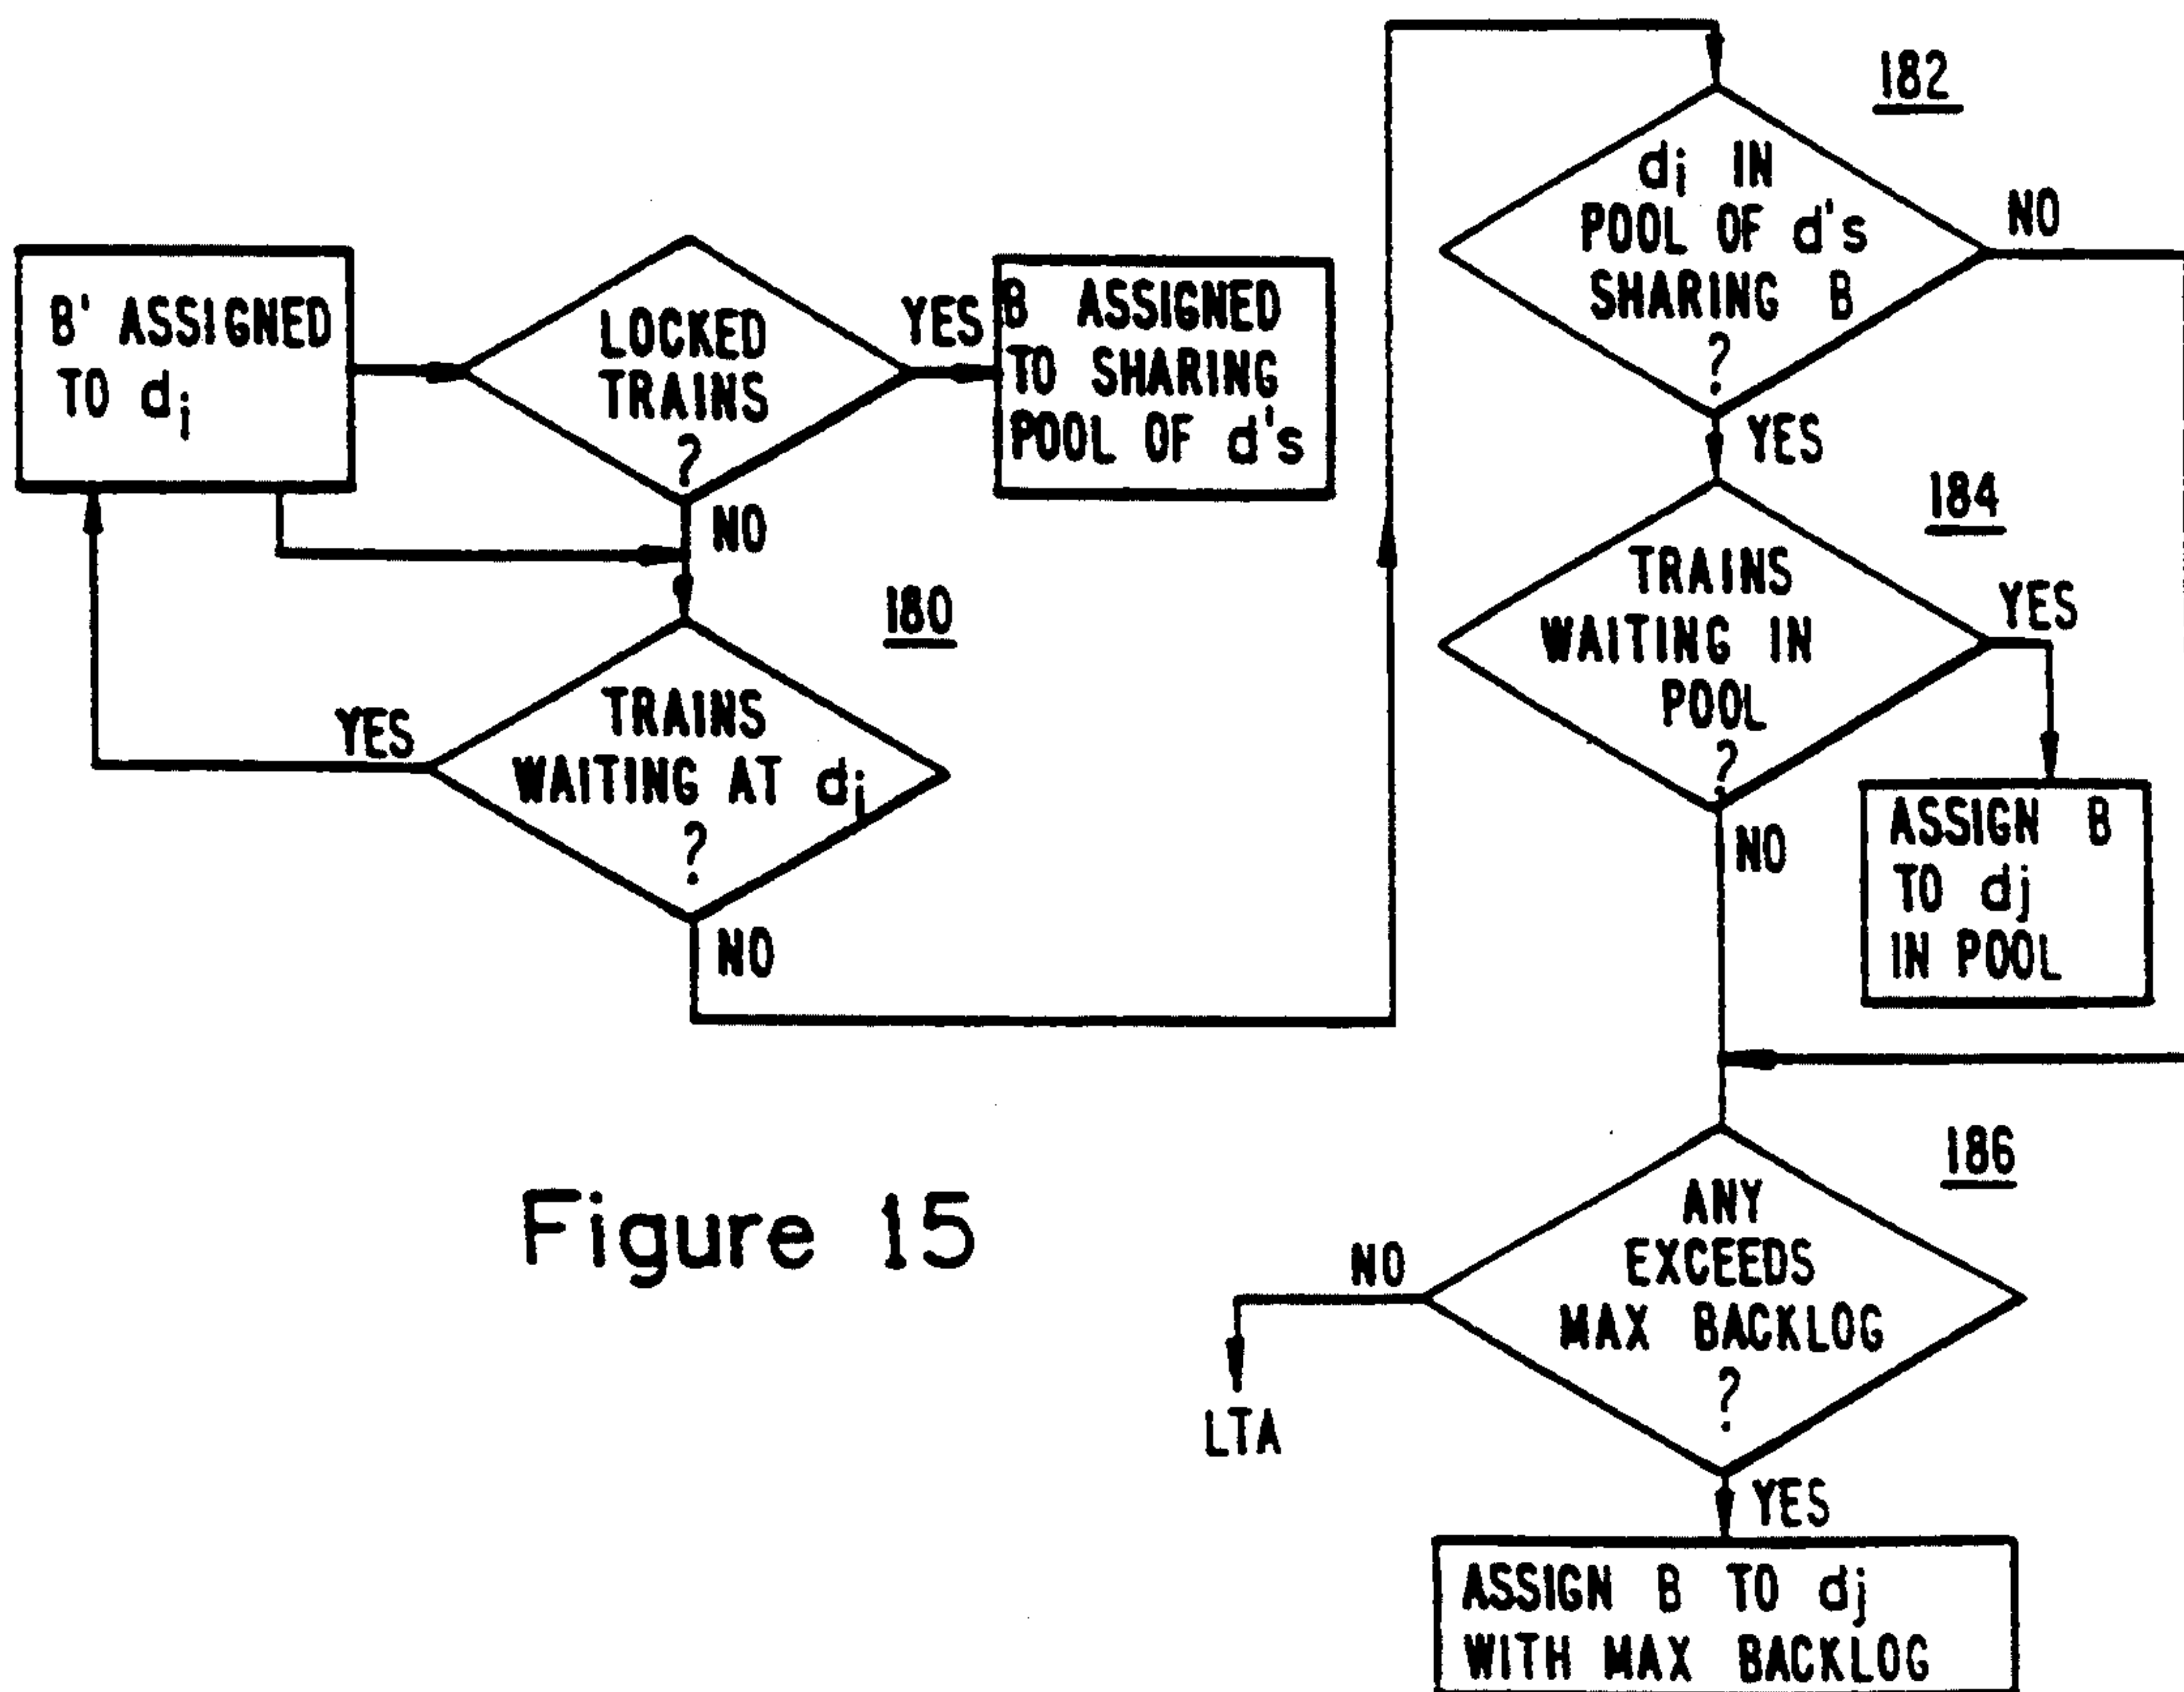 B' ASSIGNED
TO di
LOCKED
TRAINS
?
YES
B ASSIGNED
TO SHARING
POOL OF d's
NO
180
TRAINS
WAITING AT di
?
YES
NO
182
di IN
POOL OF d's
SHARING B
?
NO
YES
184
TRAINS
WAITING IN
POOL
?
YES
NO
ASSIGN B
TO dj
IN POOL
186
ANY
EXCEEDS
MAX BACKLOG
?
NO
LTA
YES
ASSIGN B TO dj
WITH MAX BACKLOG
Figure 15